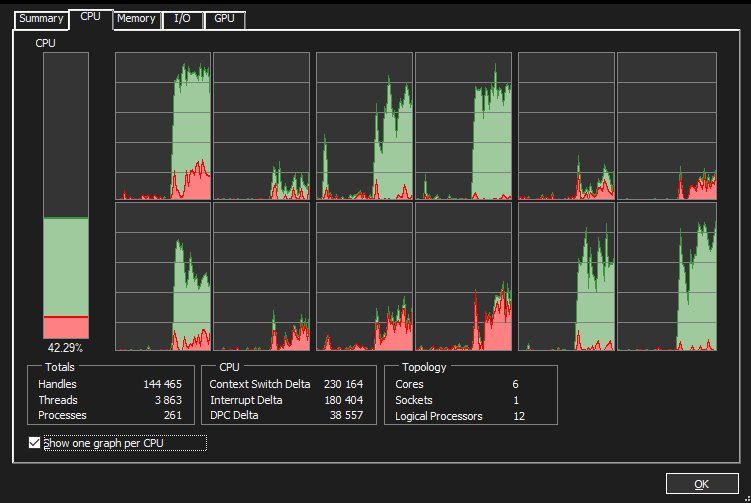 Summary CPU Memory I/O GPU
CPU
42.29%
Totals
Handles 144 465
Threads 3 863
Processes 261
CPU
Context Switch Delta 230 164
Interrupt Delta 180 404
DPC Delta 38 557
Topology
Cores 6
Sockets 1
Logical Processors 12
Show one graph per CPU
OK